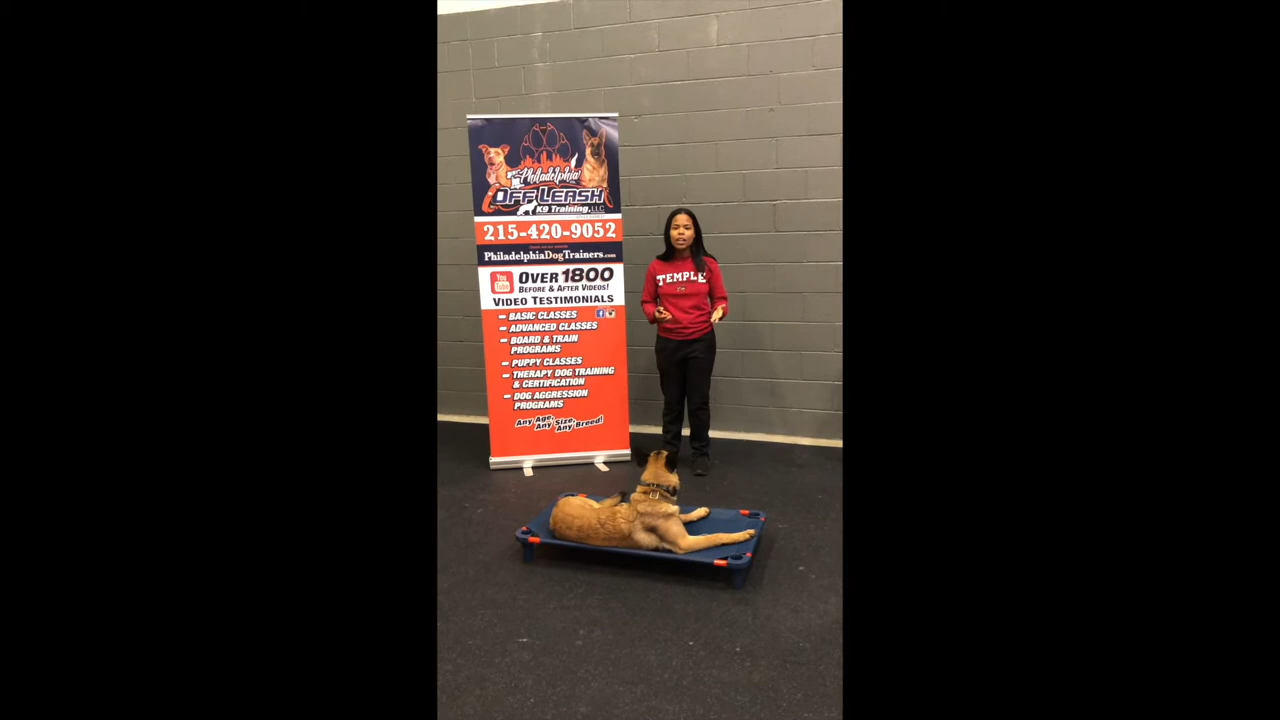 Philadelphia
OFF LEASH
K9 Training, LLC
215-420-9052
PhiladelphiaDogTrainers.com
You Tube
OVER 1800
BEFORE & AFTER VIDEOS!
VIDEO TESTIMONIALS
BASIC CLASSES
ADVANCED CLASSES
BOARD & TRAIN
PROGRAMS
PUPPY CLASSES
THERAPY DOG TRAINING
& CERTIFICATION
DOG AGGRESSION
PROGRAMS
Any Age,
Any Size,
Any Breed!
TEMPLE